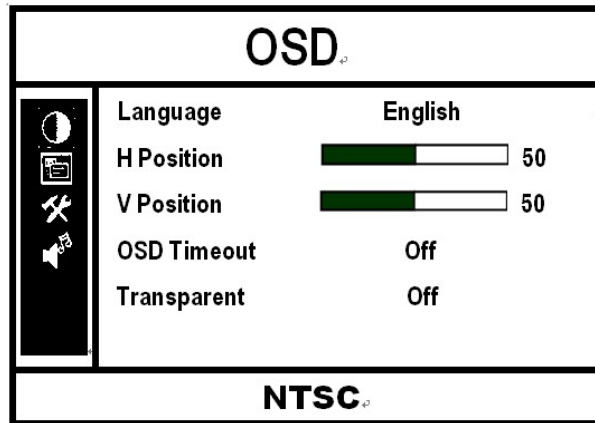 OSD
Language English
H Position 50
V Position 50
OSD Timeout Off
Transparent Off
NTSC